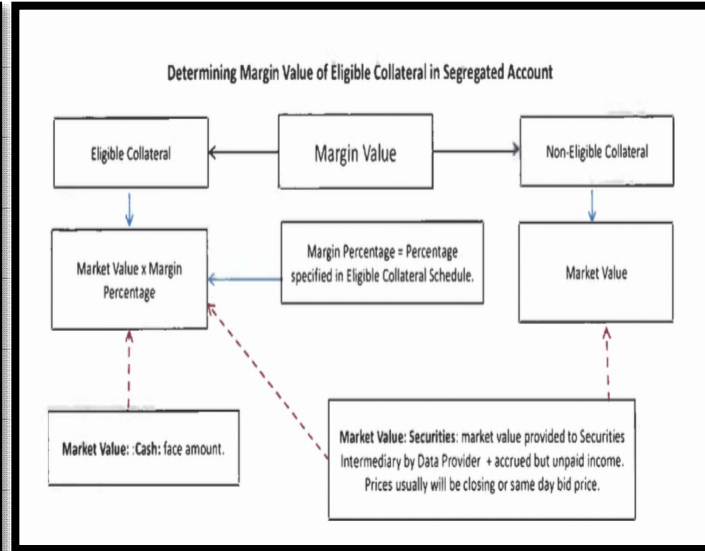 Determining Margin Value of Eligible Collateral in Segregated Account
Eligible Collateral
Margin Value
Non-Eligible Collateral
Market Value x Margin
Percentage
Margin Percentage = Percentage
specified in Eligible Collateral Schedule.
Market Value
Market Value: :Cash: face amount.
Market Value: Securities: market value provided to Securities
Intermediary by Data Provider + accrued but unpaid income.
Prices usually will be closing or same day bid price.